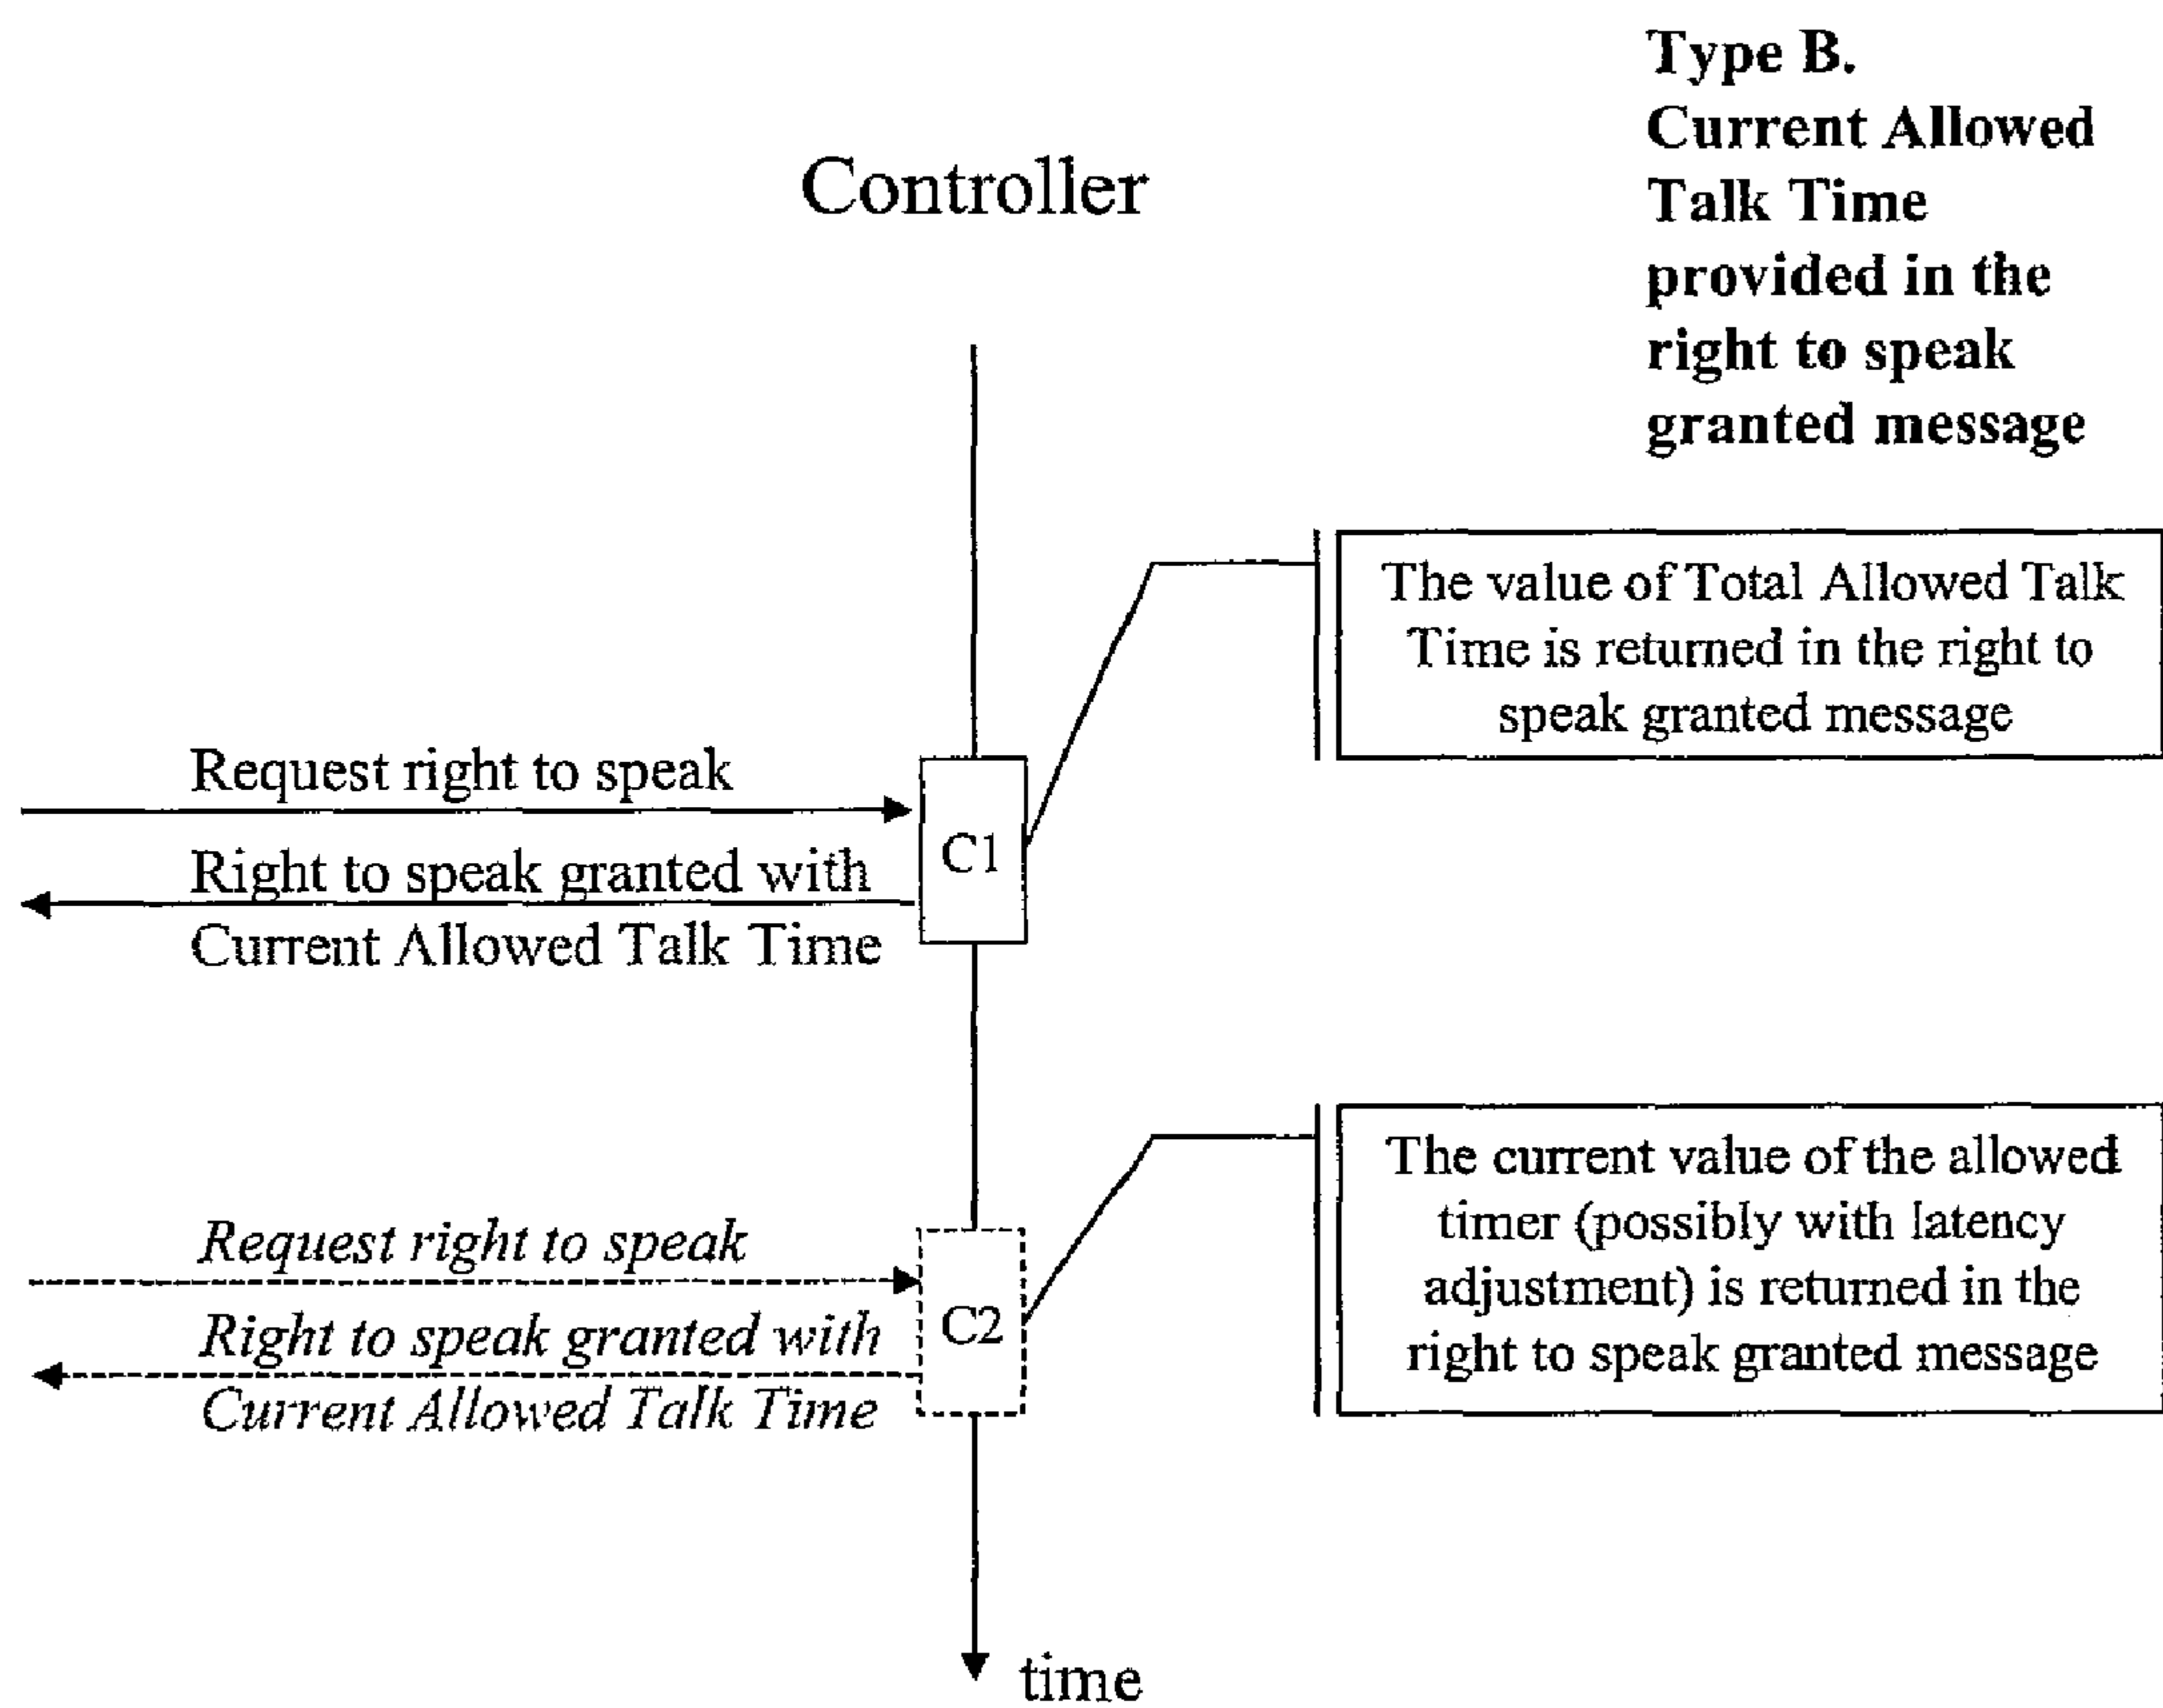 Type B.
Current Allowed
Talk Time
provided in the
right to speak
granted message
Controller
The value of Total Allowed Talk
Time is returned in the right to
speak granted message
Request right to speak
C1
Right to speak granted with
Current Allowed Talk Time
The current value of the allowed
timer (possibly with latency
adjustment) is returned in the
right to speak granted message
Request right to speak
C2
Right to speak granted with
Current Allowed Talk Time
time